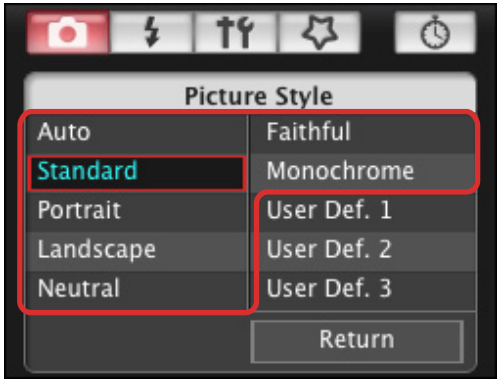 Picture Style
Auto
Standard
Portrait
Landscape
Neutral
Faithful
Monochrome
User Def. 1
User Def. 2
User Def. 3
Return